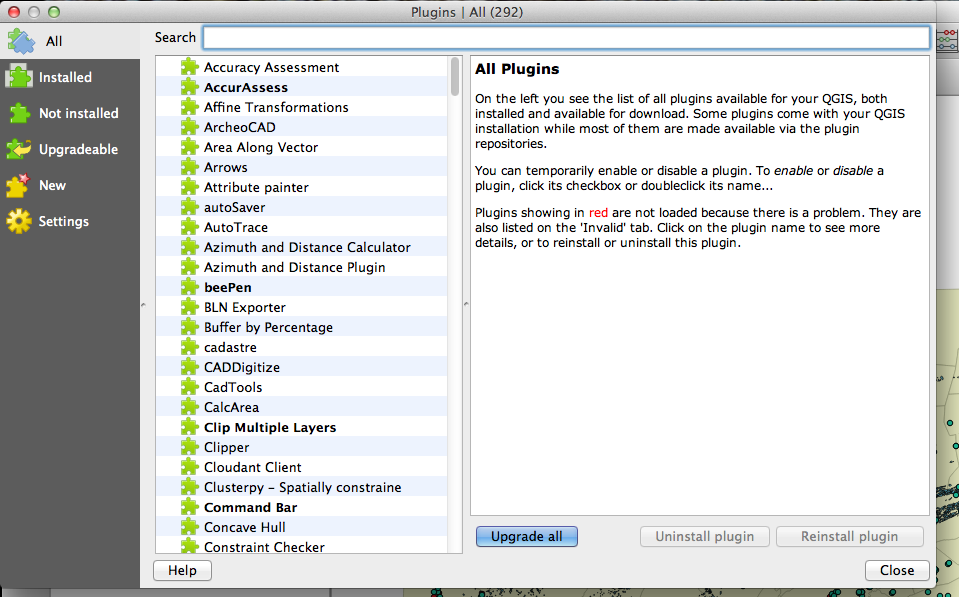 Plugins | All (292)
All
Installed
Not installed
Upgradeable
New
Settings
Search
Accuracy Assessment
AccurAssess
Affine Transformations
ArcheoCAD
Area Along Vector
Arrows
Attribute painter
autoSaver
AutoTrace
Azimuth and Distance Calculator
Azimuth and Distance Plugin
beePen
BLN Exporter
Buffer by Percentage
cadastre
CADDigitize
CadTools
CalcArea
Clip Multiple Layers
Clipper
Cloudant Client
Clusterpy – Spatially constraine
Command Bar
Concave Hull
Constraint Checker
All Plugins
On the left you see the list of all plugins available for your QGIS, both
installed and available for download. Some plugins come with your QGIS
installation while most of them are made available via the plugin
repositories.
You can temporarily enable or disable a plugin. To enable or disable a
plugin, click its checkbox or doubleclick its name...
Plugins showing in red are not loaded because there is a problem. They are
also listed on the 'Invalid' tab. Click on the plugin name to see more
details, or to reinstall or uninstall this plugin.
Upgrade all
Uninstall plugin
Reinstall plugin
Help
Close